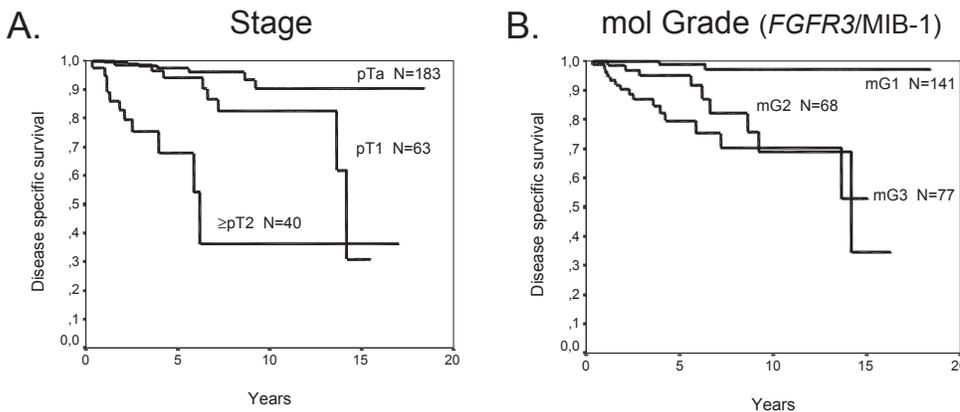 A.
Stage
Disease specific survival
1,0
,9
,8
,7
,6
,5
,4
,3
,2
,1
0,0
pTa N=183
pT1 N=63
≥pT2 N=40
0
5
10
15
20
Years
B.
mol Grade (FGFR3/MIB-1)
Disease specific survival
1,0
,9
,8
,7
,6
,5
,4
,3
,2
,1
0,0
mG1 N=141
mG2 N=68
mG3 N=77
0
5
10
15
20
Years